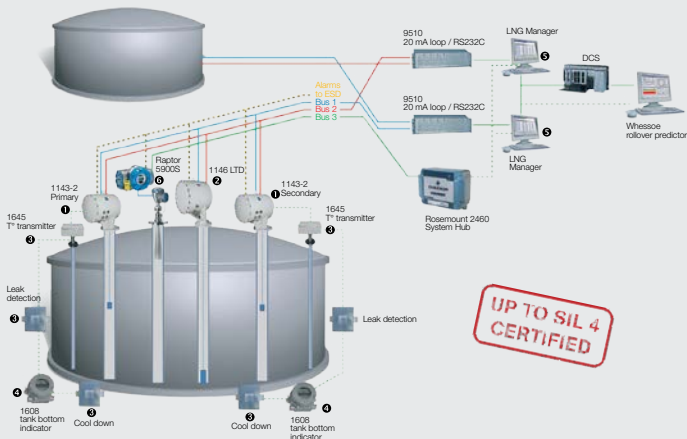 9510
20 mA loop / RS232C
LNG Manager
S
DCS
Alarms
to ESD
Bus 1
Bus 2
Bus 3
9510
20 mA loop / RS232C
S
LNG
Manager
Whessoe
rollover predictor
Rosemount 2460
System Hub
Raptor
5900S
6
1146 LTD
2
1143-2
Primary
1
1143-2
Secondary
1
1645
T° transmitter
3
1645
T° transmitter
3
Leak
detection
3
Leak detection
4
1608
tank bottom
indicator
3
Cool down
3
Cool down
4
1608
tank bottom
indicator
UP TO SIL 4
CERTIFIED